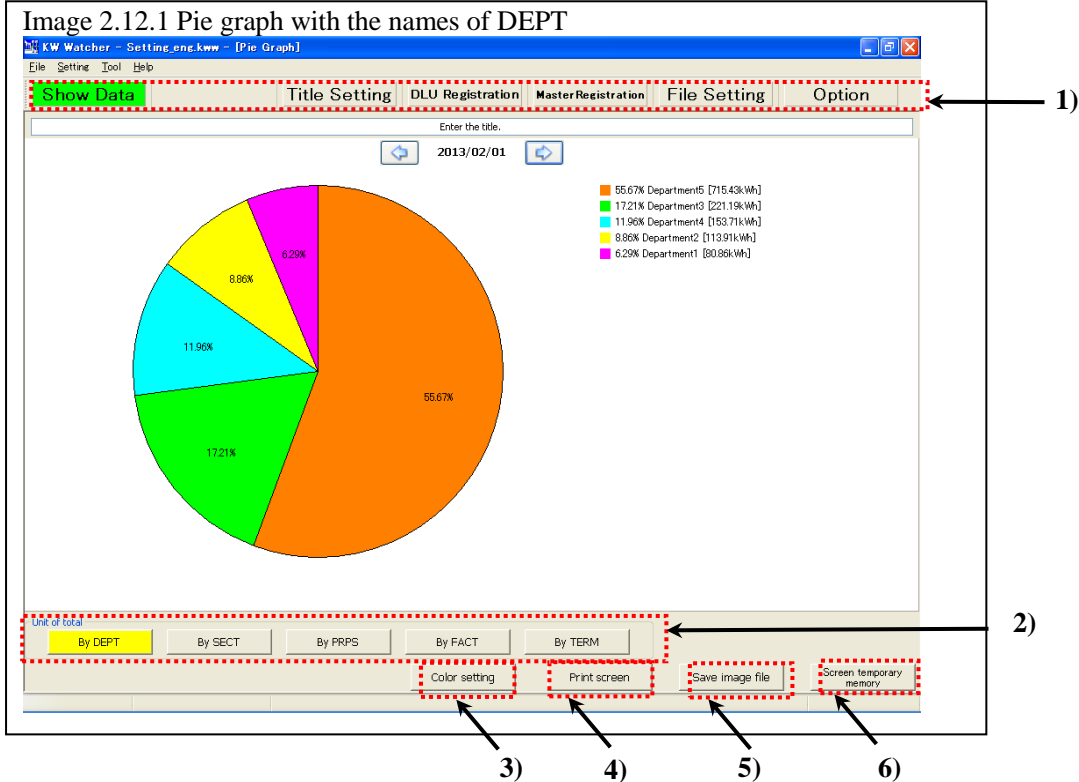 Image 2.12.1 Pie graph with the names of DEPT
KW Watcher - Setting_eng.kww - [Pie Graph]
File Setting Tool Help
Show Data Title Setting DLU Registration MasterRegistration File Setting Option
1)
Enter the title.
2013/02/01
55.67% Department5 [715.43kWh]
17.21% Department3 [221.19kWh]
11.96% Department4 [153.71kWh]
8.86% Department2 [113.91kWh]
6.29% Department1 [80.86kWh]
6.29%
8.86%
11.96%
55.67%
17.21%
Unit of total
2)
By DEPT By SECT By PRPS By FACT By TERM
Color setting Print screen Save image file Screen temporary
memory
3) 4) 5) 6)